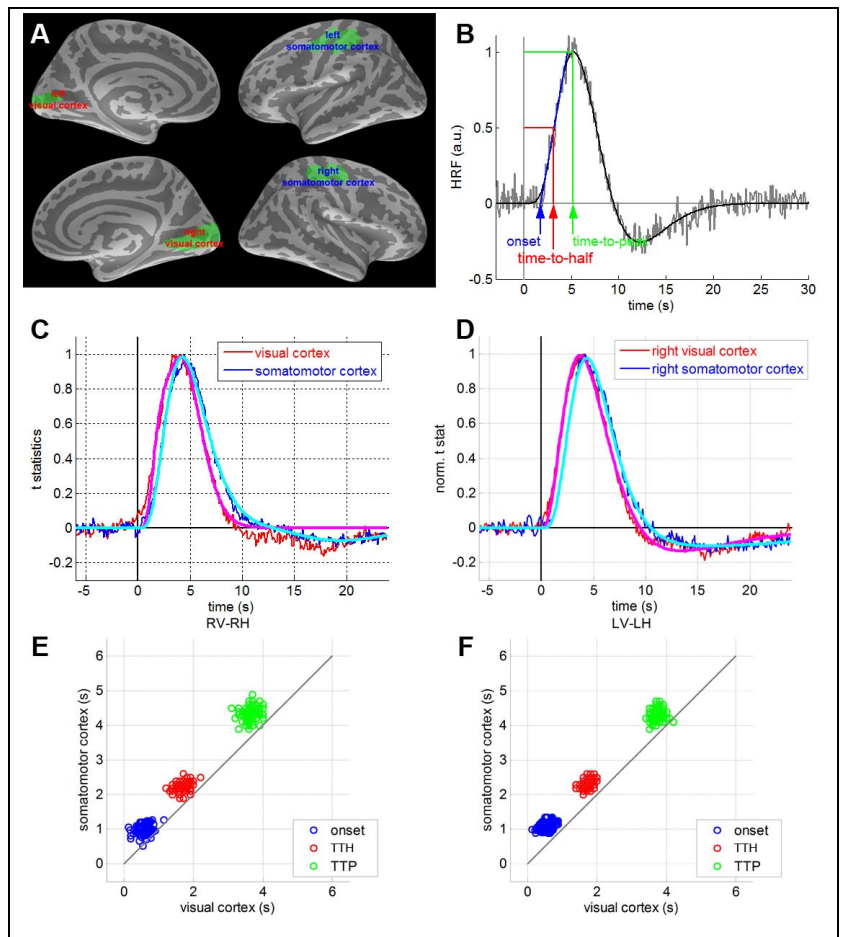 A
left
visual cortex
left
somatomotor cortex
right
visual cortex
right
somatomotor cortex
B
HRF (a.u.)
1
0.5
0
-0.5
onset
time-to-half
time-to-peak
0 5 10 15 20 25 30
time (s)
C
t statistics
1
0.8
0.6
0.4
0.2
0
-0.2
visual cortex
somatomotor cortex
-5 0 5 10 15 20
time (s)
RV-RH
D
norm. t stat
1
0.8
0.6
0.4
0.2
0
-0.2
right visual cortex
right somatomotor cortex
-5 0 5 10 15 20
time (s)
LV-LH
E
somatomotor cortex (s)
6
5
4
3
2
1
0
onset
TTH
TTP
0 2 4 6
visual cortex (s)
F
somatomotor cortex (s)
6
5
4
3
2
1
0
onset
TTH
TTP
0 2 4 6
visual cortex (s)